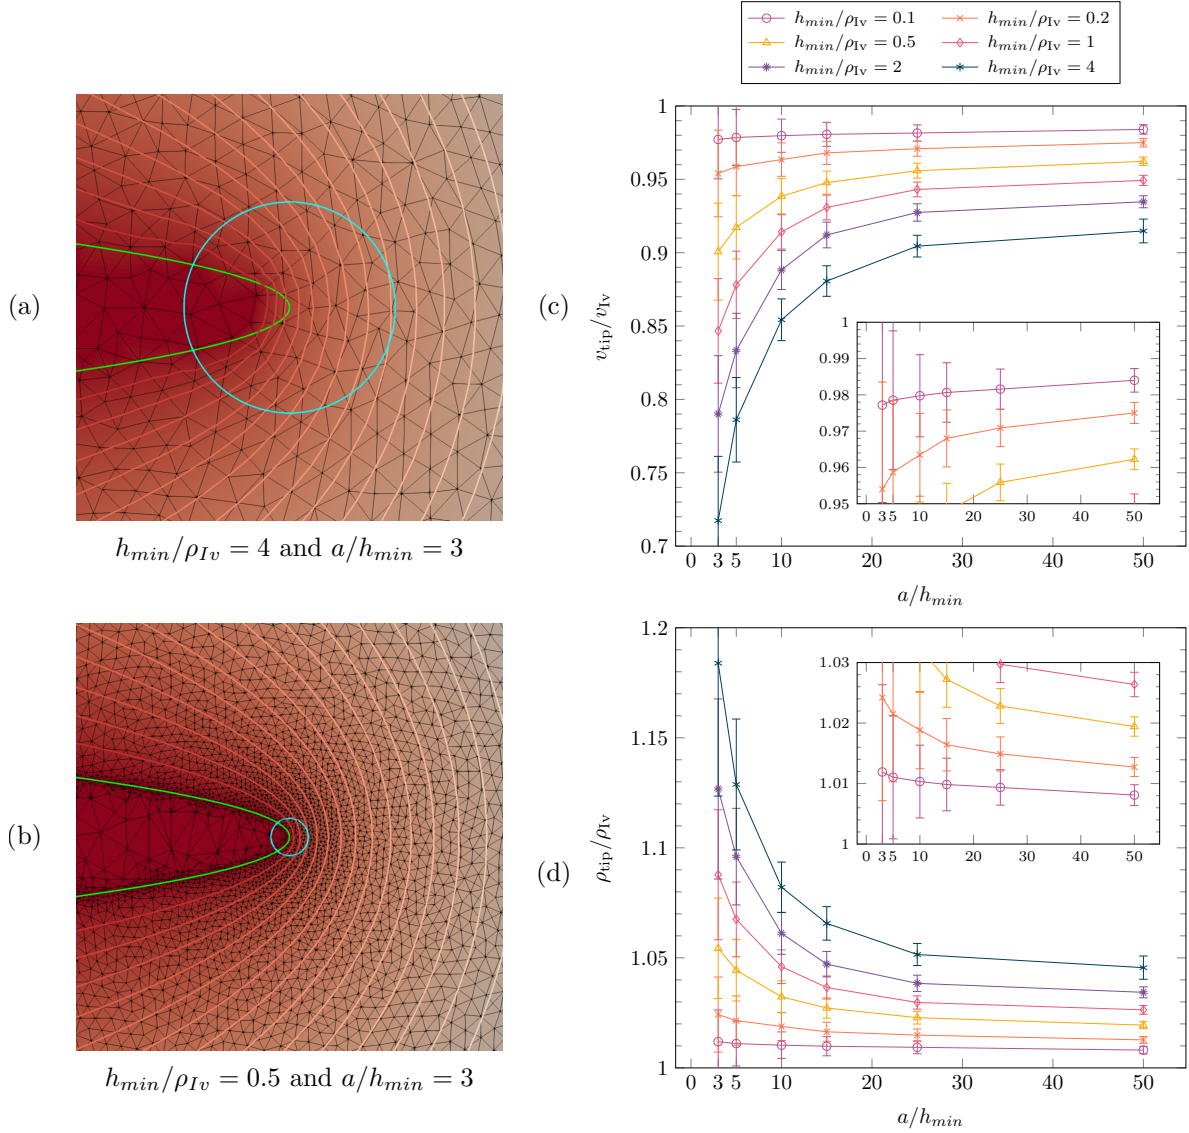 h_min/ρ_Iv = 0.1
h_min/ρ_Iv = 0.2
h_min/ρ_Iv = 0.5
h_min/ρ_Iv = 1
h_min/ρ_Iv = 2
h_min/ρ_Iv = 4
(a)
h_min/ρ_Iv = 4 and a/h_min = 3
(b)
h_min/ρ_Iv = 0.5 and a/h_min = 3
(c)
v_tip/v_Iv
1
0.95
0.9
0.85
0.8
0.75
0.7
0 3 5 10 20 30 40 50
a/h_min
1
0.99
0.98
0.97
0.96
0.95
0 3 5 10 20 30 40 50
(d)
ρ_tip/ρ_Iv
1.2
1.15
1.1
1.05
1
0 3 5 10 20 30 40 50
a/h_min
1.03
1.02
1.01
1
0 3 5 10 20 30 40 50